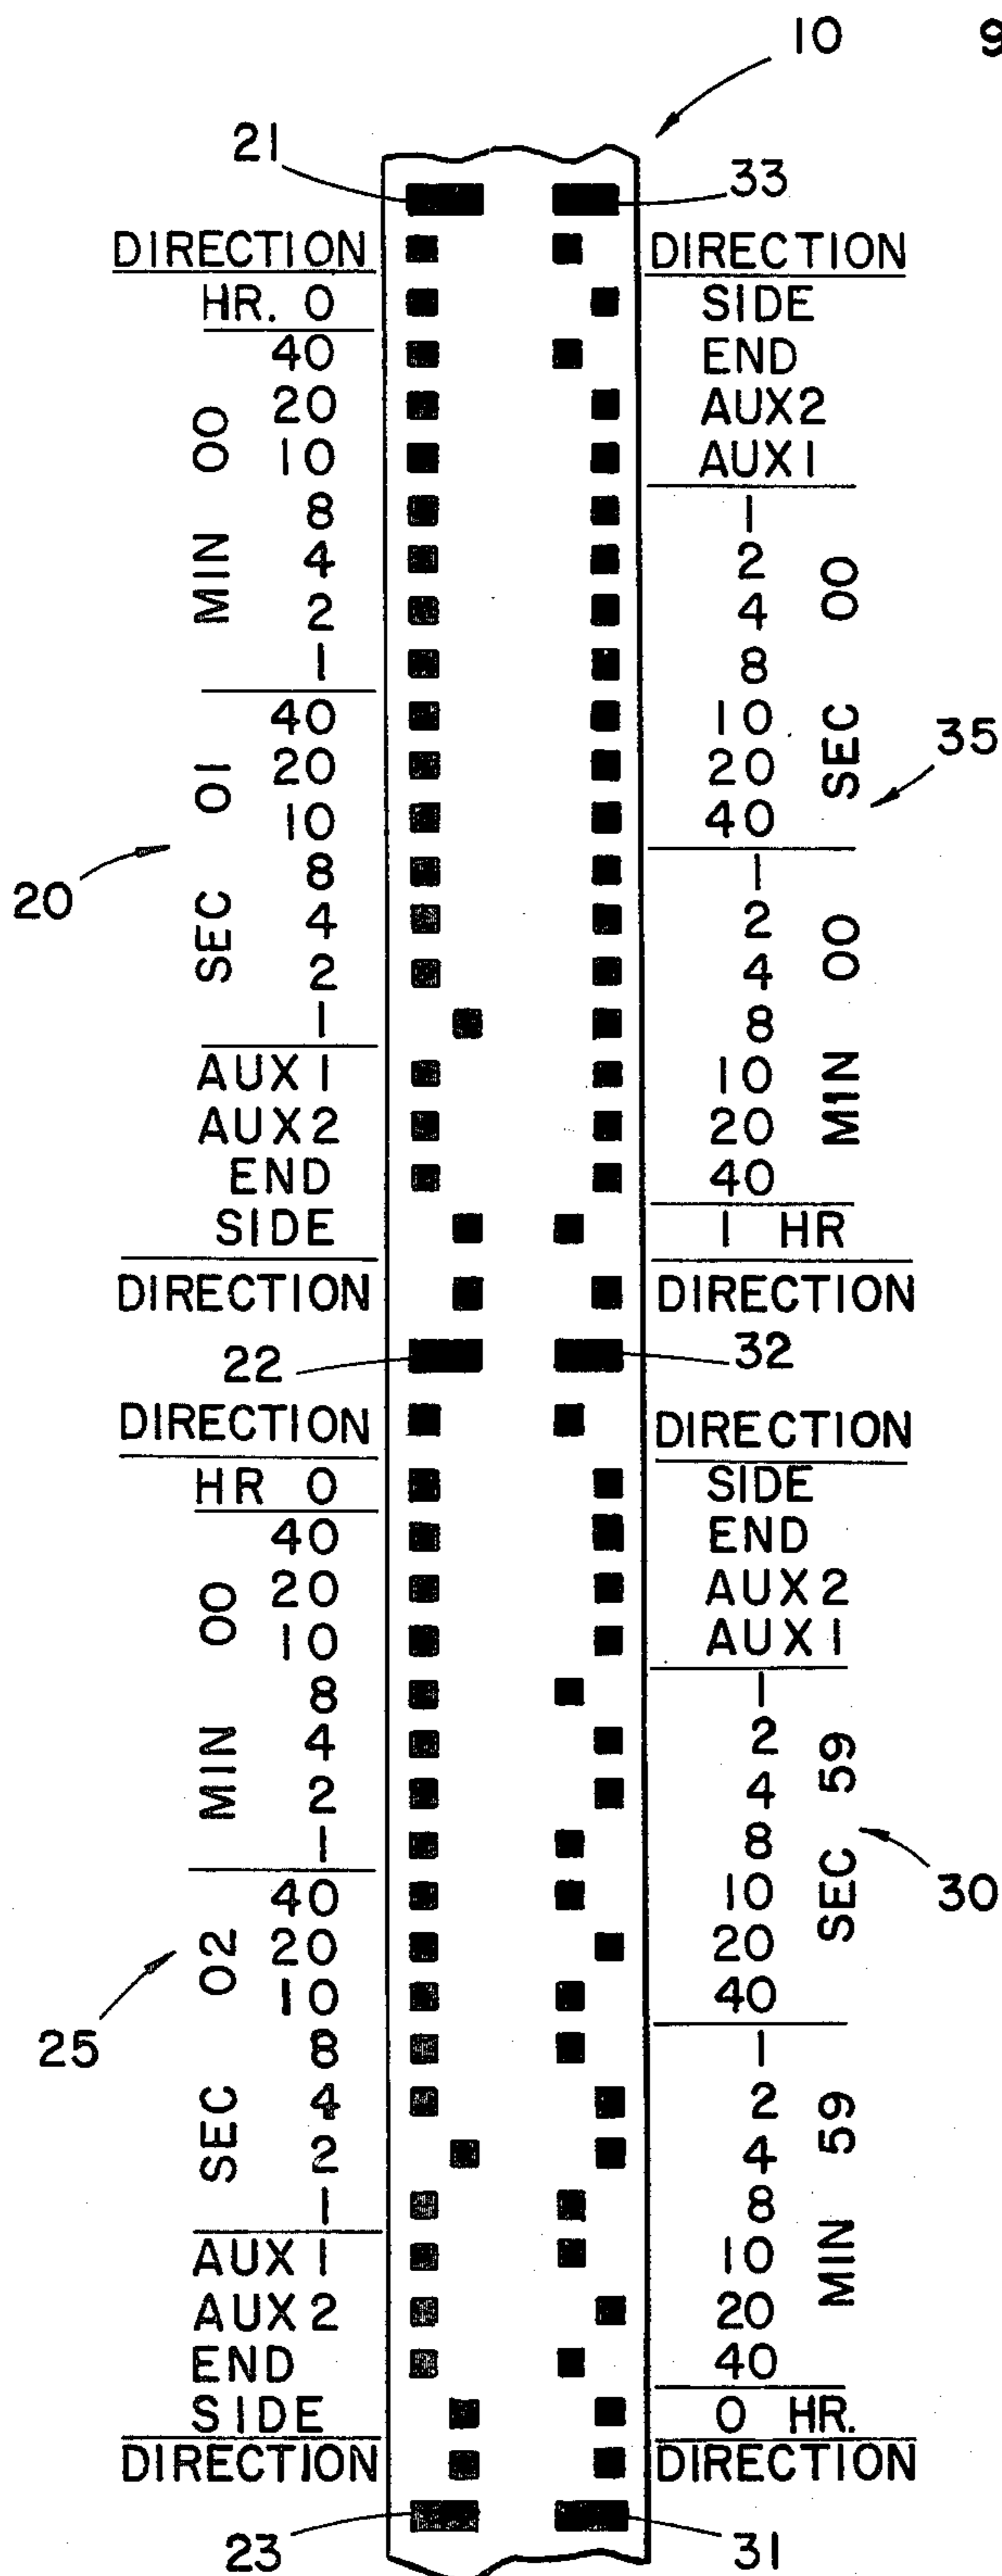 10 9
21 33
DIRECTION DIRECTION
HR. 0 SIDE
40 END
20 AUX2
10 AUX1
8 1
4 2
2 4
1 8
MIN 00
40 10
20 20
10 40
SEC 00
35
8 1
4 2
2 4
1 8
SEC 01
20
AUX 1 10
AUX 2 20
END 40
MIN 00
SIDE 1 HR
DIRECTION DIRECTION
22 32
DIRECTION DIRECTION
HR 0 SIDE
40 END
20 AUX 2
10 AUX 1
8 1
4 2
2 4
1 8
MIN 00
40 10
20 20
10 40
SEC 59
30
8 1
4 2
2 4
1 8
SEC 02
25
AUX 1 10
AUX 2 20
END 40
MIN 59
SIDE 0 HR.
DIRECTION DIRECTION
23 31